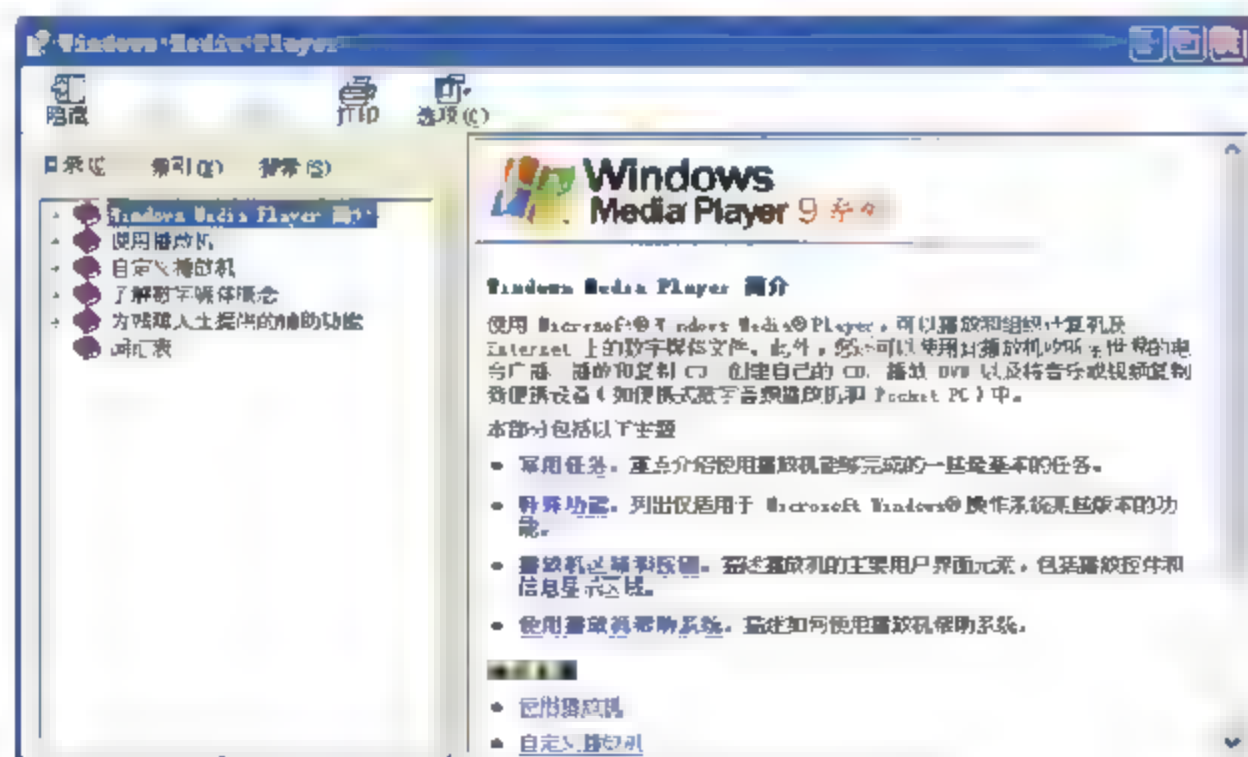 Windows Media Player
隐藏 打印 选项(O)
目录(C) 索引(N) 搜索(S)
Windows Media Player 简介
使用播放机
自定义播放机
了解数字媒体概念
为残障人士提供的辅助功能
词汇表
Windows
Media Player 9 系列
Windows Media Player 简介
使用 Microsoft® Windows Media® Player，可以播放和组织计算机及
Internet 上的数字媒体文件。此外，您还可以使用此播放机收听全世界的电
台广播、播放和复制 CD、创建自己的 CD、播放 DVD 以及将音乐或视频复制
到便携设备（如便携式数字音频播放机和 Pocket PC）中。
本部分包括以下主题
常用任务。重点介绍使用播放机能够完成的一些最基本的任务。
特殊功能。列出仅适用于 Microsoft Windows® 操作系统某些版本的功
能。
播放机区域和按钮。描述播放机的主要用户界面元素，包括播放控件和
信息显示区域。
使用播放机帮助系统。描述如何使用播放机帮助系统。
使用播放机
自定义播放机